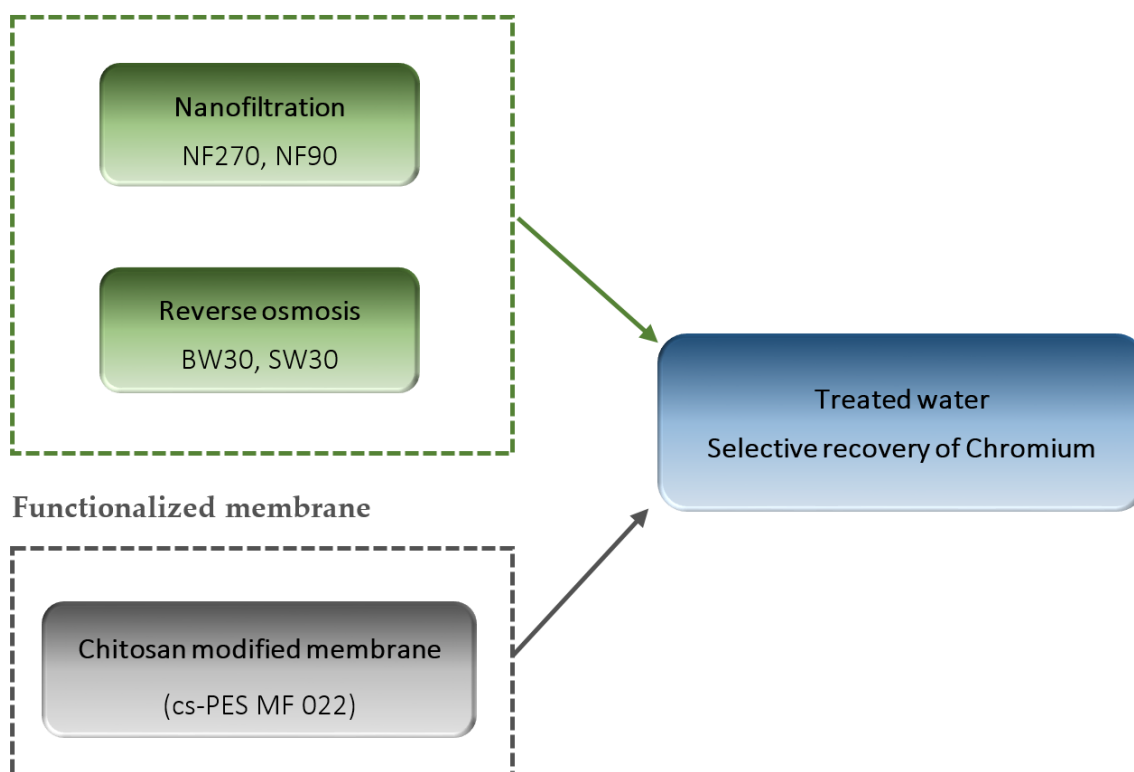 Nanofiltration
NF270, NF90
Reverse osmosis
BW30, SW30
Treated water
Selective recovery of Chromium
Functionalized membrane
Chitosan modified membrane
(cs-PES MF 022)